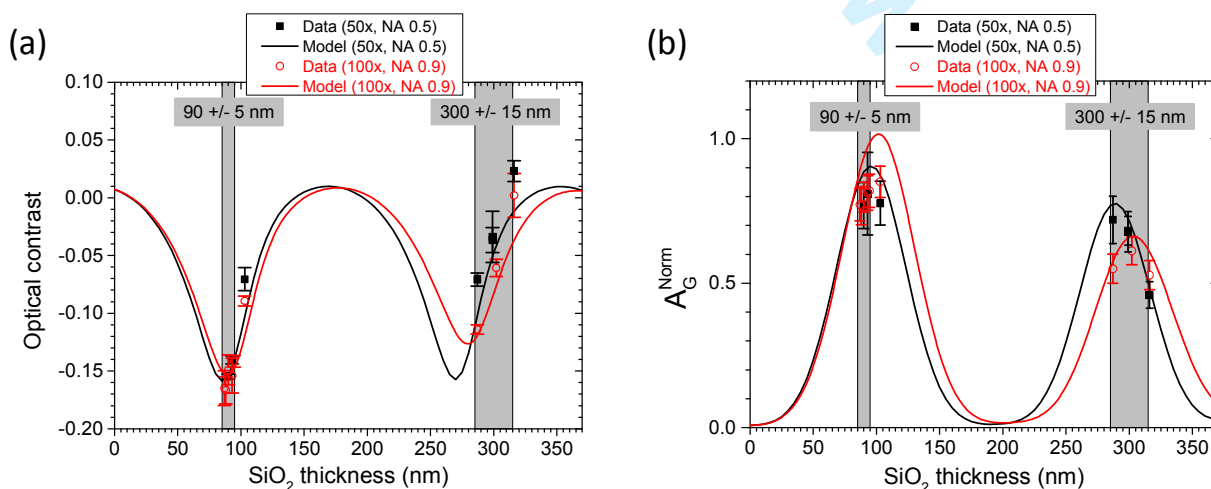 (a)
Data (50x, NA 0.5)
Model (50x, NA 0.5)
Data (100x, NA 0.9)
Model (100x, NA 0.9)
90 +/- 5 nm
300 +/- 15 nm
0.10
0.05
0.00
-0.05
-0.10
-0.15
-0.20
Optical contrast
0
50
100
150
200
250
300
350
SiO₂ thickness (nm)
(b)
Data (50x, NA 0.5)
Model (50x, NA 0.5)
Data (100x, NA 0.9)
Model (100x, NA 0.9)
90 +/- 5 nm
300 +/- 15 nm
1.0
0.5
0.0
A_G^Norm
0
50
100
150
200
250
300
350
SiO₂ thickness (nm)